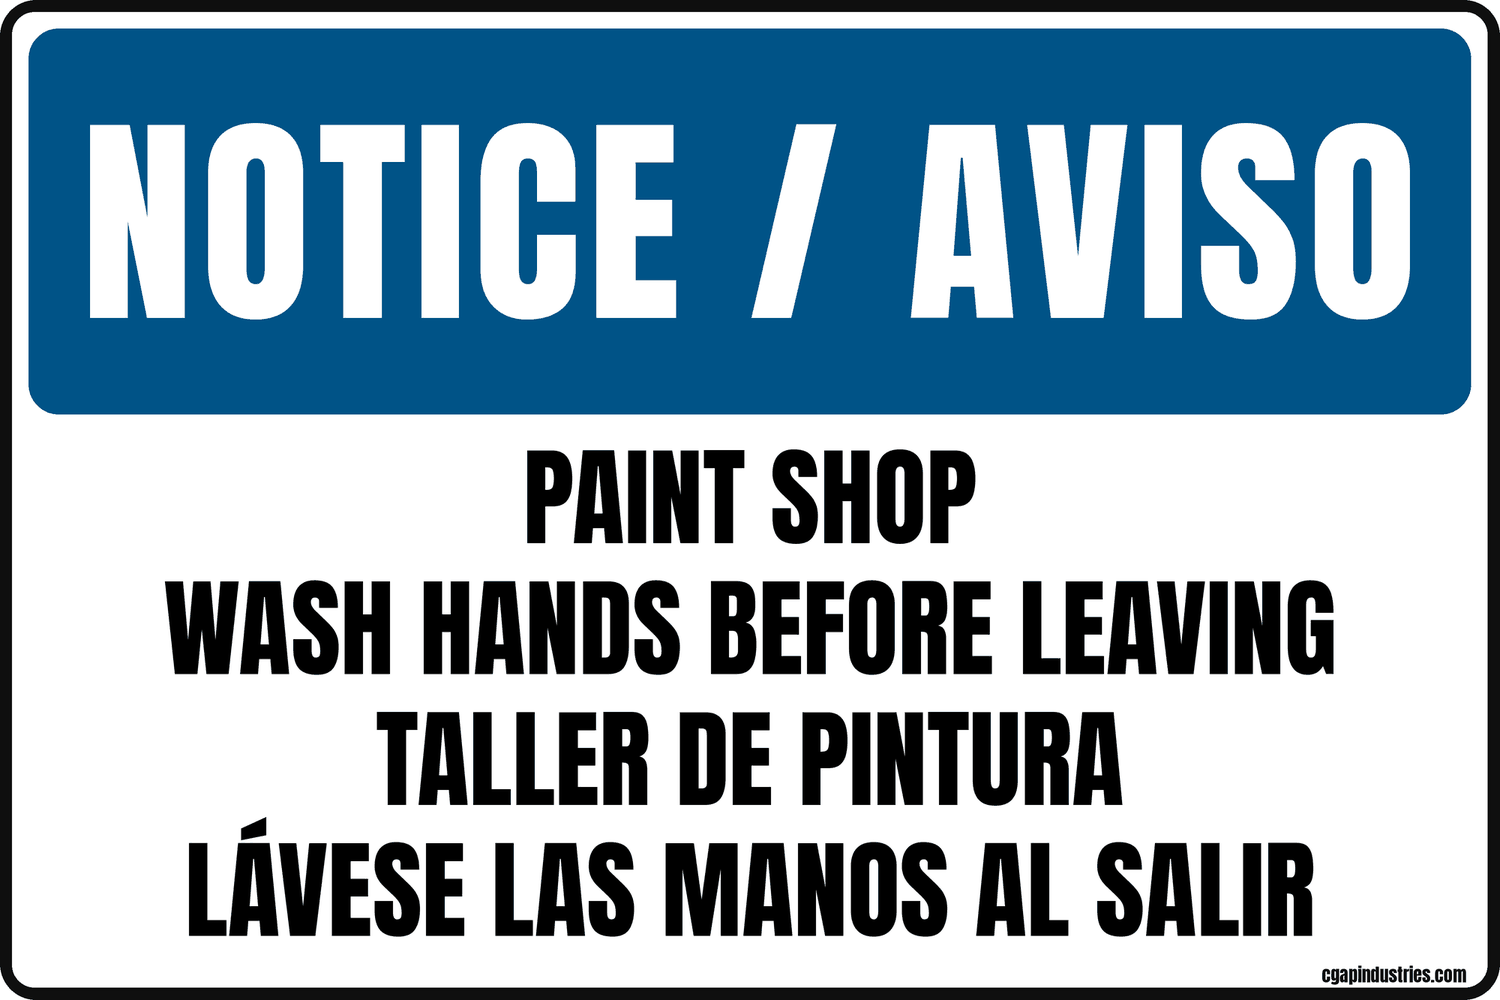 NOTICE / AVISO
PAINT SHOP
WASH HANDS BEFORE LEAVING
TALLER DE PINTURA
LÁVESE LAS MANOS AL SALIR
cgapindustries.com